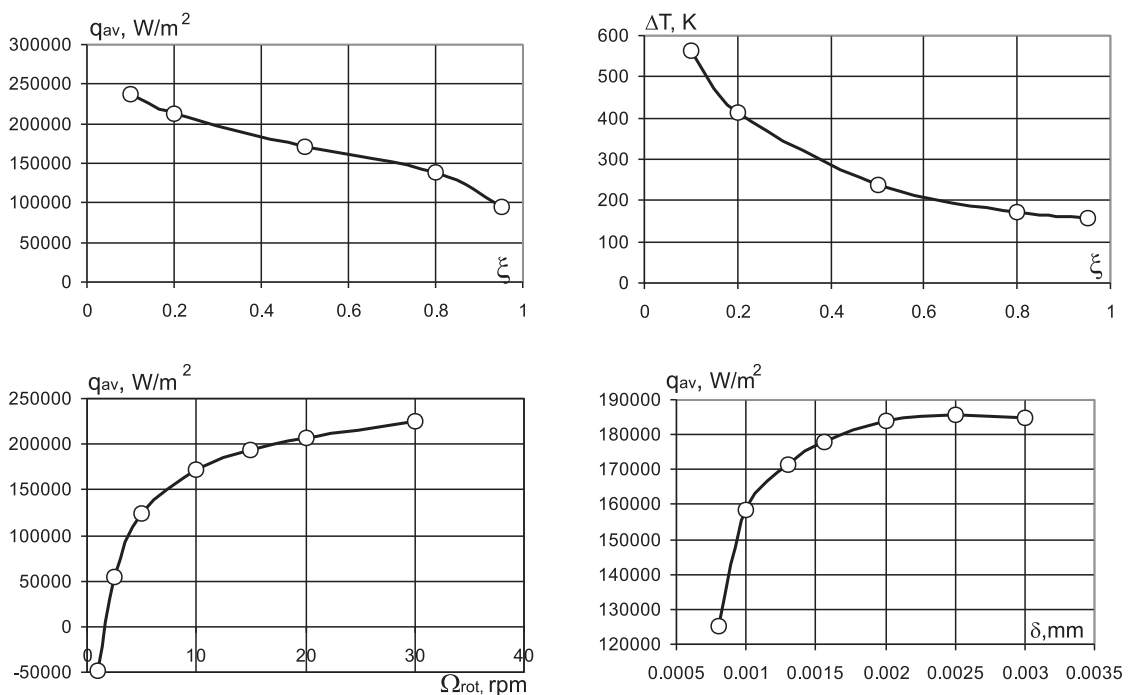 qav, W/m²
300000
250000
200000
150000
100000
50000
0
0 0.2 0.4 0.6 0.8 1
ξ
ΔT, K
600
500
400
300
200
100
0
0 0.2 0.4 0.6 0.8 1
ξ
qav, W/m²
250000
200000
150000
100000
50000
0
-50000
0 10 20 30 40
Ωrot, rpm
qav, W/m²
190000
180000
170000
160000
150000
140000
130000
120000
δ,mm
0.0005 0.001 0.0015 0.002 0.0025 0.003 0.0035